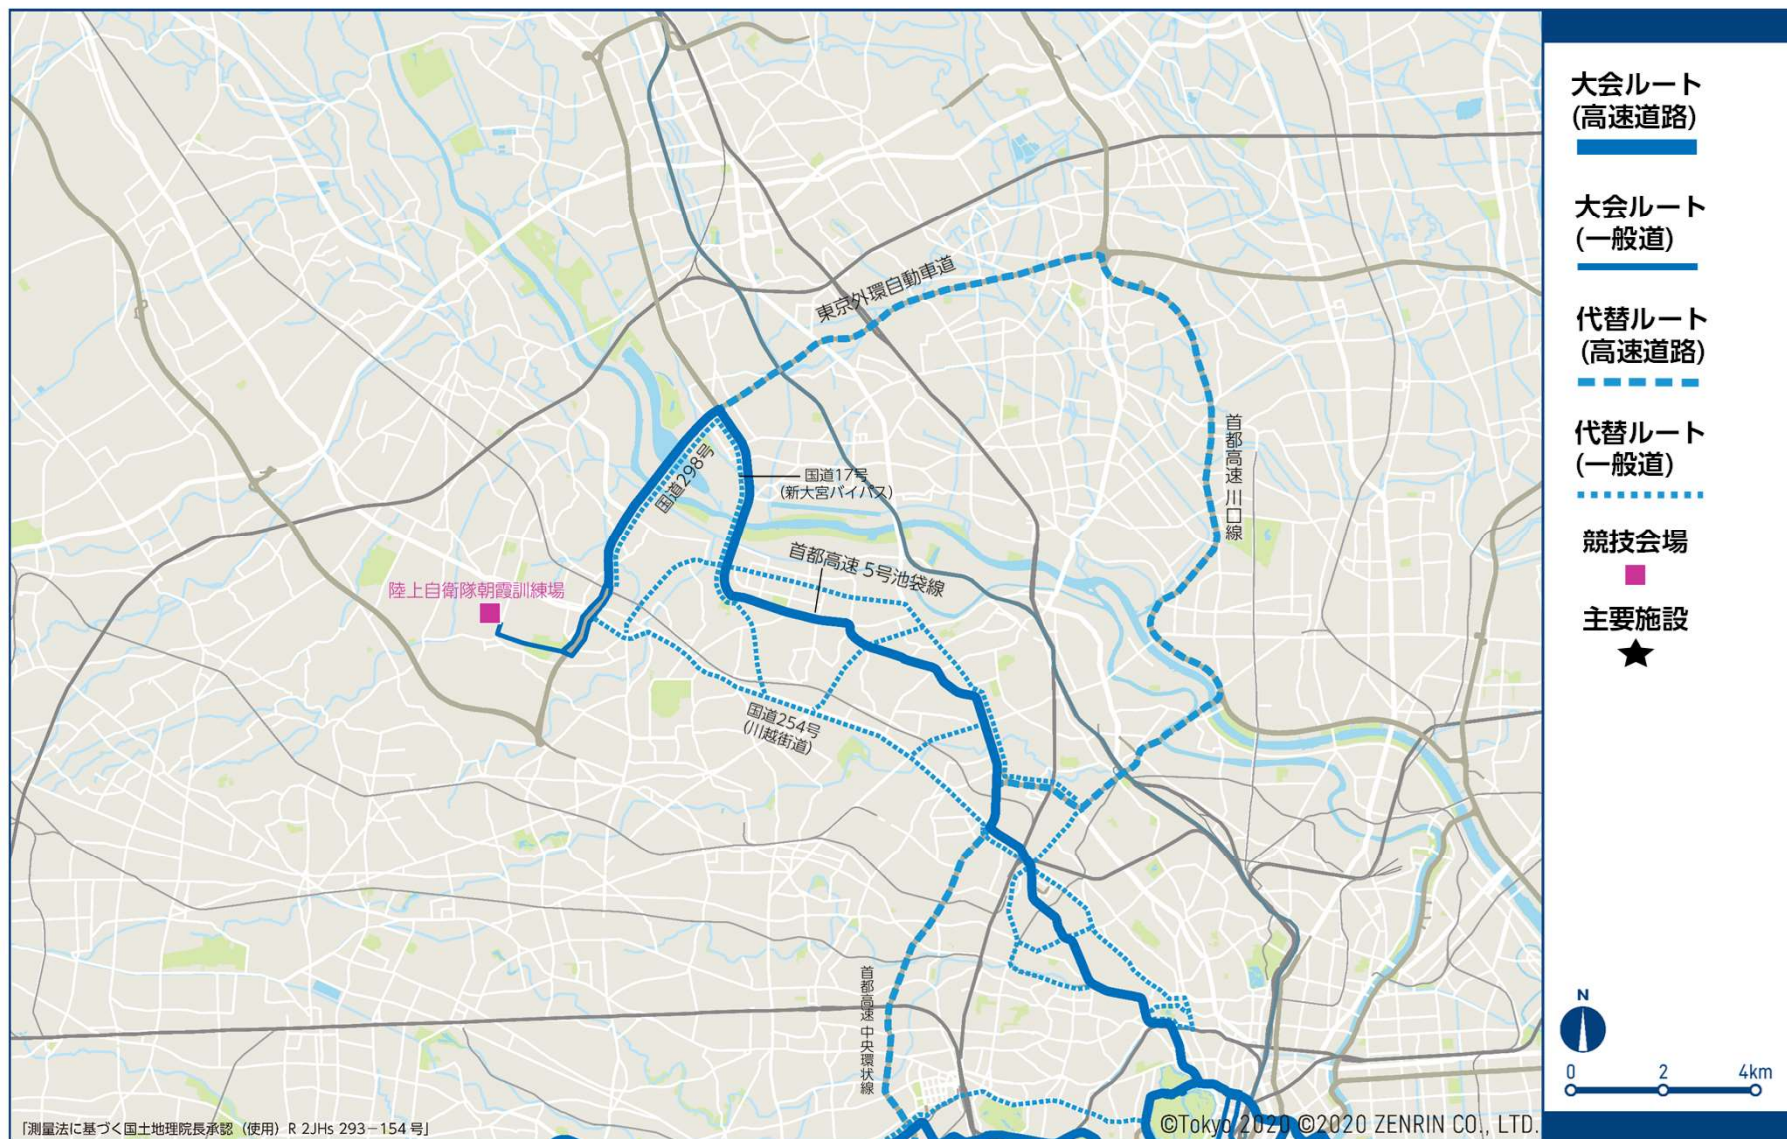 大会ルート
(高速道路)
大会ルート
(一般道)
代替ルート
(高速道路)
代替ルート
(一般道)
競技会場
主要施設
東京外環自動車道
首都高速 川口線
国道298号
国道17号
(新大宮バイパス)
首都高速 5号池袋線
陸上自衛隊朝霞訓練場
国道254号
(川越街道)
首都高速 中央環状線
N
0 2 4km
「測量法に基づく国土地理院長承認（使用）R 2JHs 293－154 号」
©Tokyo 2020 ©2020 ZENRIN CO., LTD.